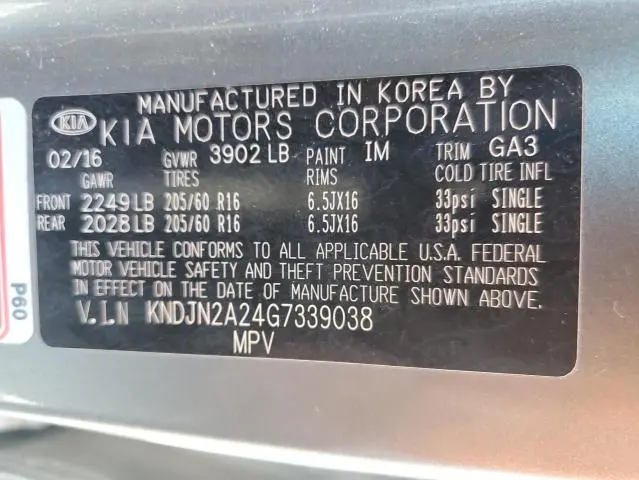 MANUFACTURED IN KOREA BY
KIA KIA MOTORS CORPORATION
02/16 GVWR 3902 LB PAINT IM TRIM GA3
GAWR TIRES RIMS COLD TIRE INFL
FRONT 2249 LB 205/60 R16 6.5JX16 33psi SINGLE
REAR 2028 LB 205/60 R16 6.5JX16 33psi SINGLE
THIS VEHICLE CONFORMS TO ALL APPLICABLE U.S.A. FEDERAL
MOTOR VEHICLE SAFETY AND THEFT PREVENTION STANDARDS
IN EFFECT ON THE DATE OF MANUFACTURE SHOWN ABOVE.
V.I.N KNDJN2A24G7339038
MPV
P60